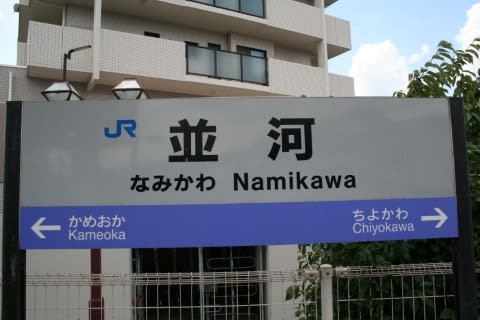 JR 並河
なみかわ Namikawa
← かめおか ちよかわ →
Kameoka Chiyokawa